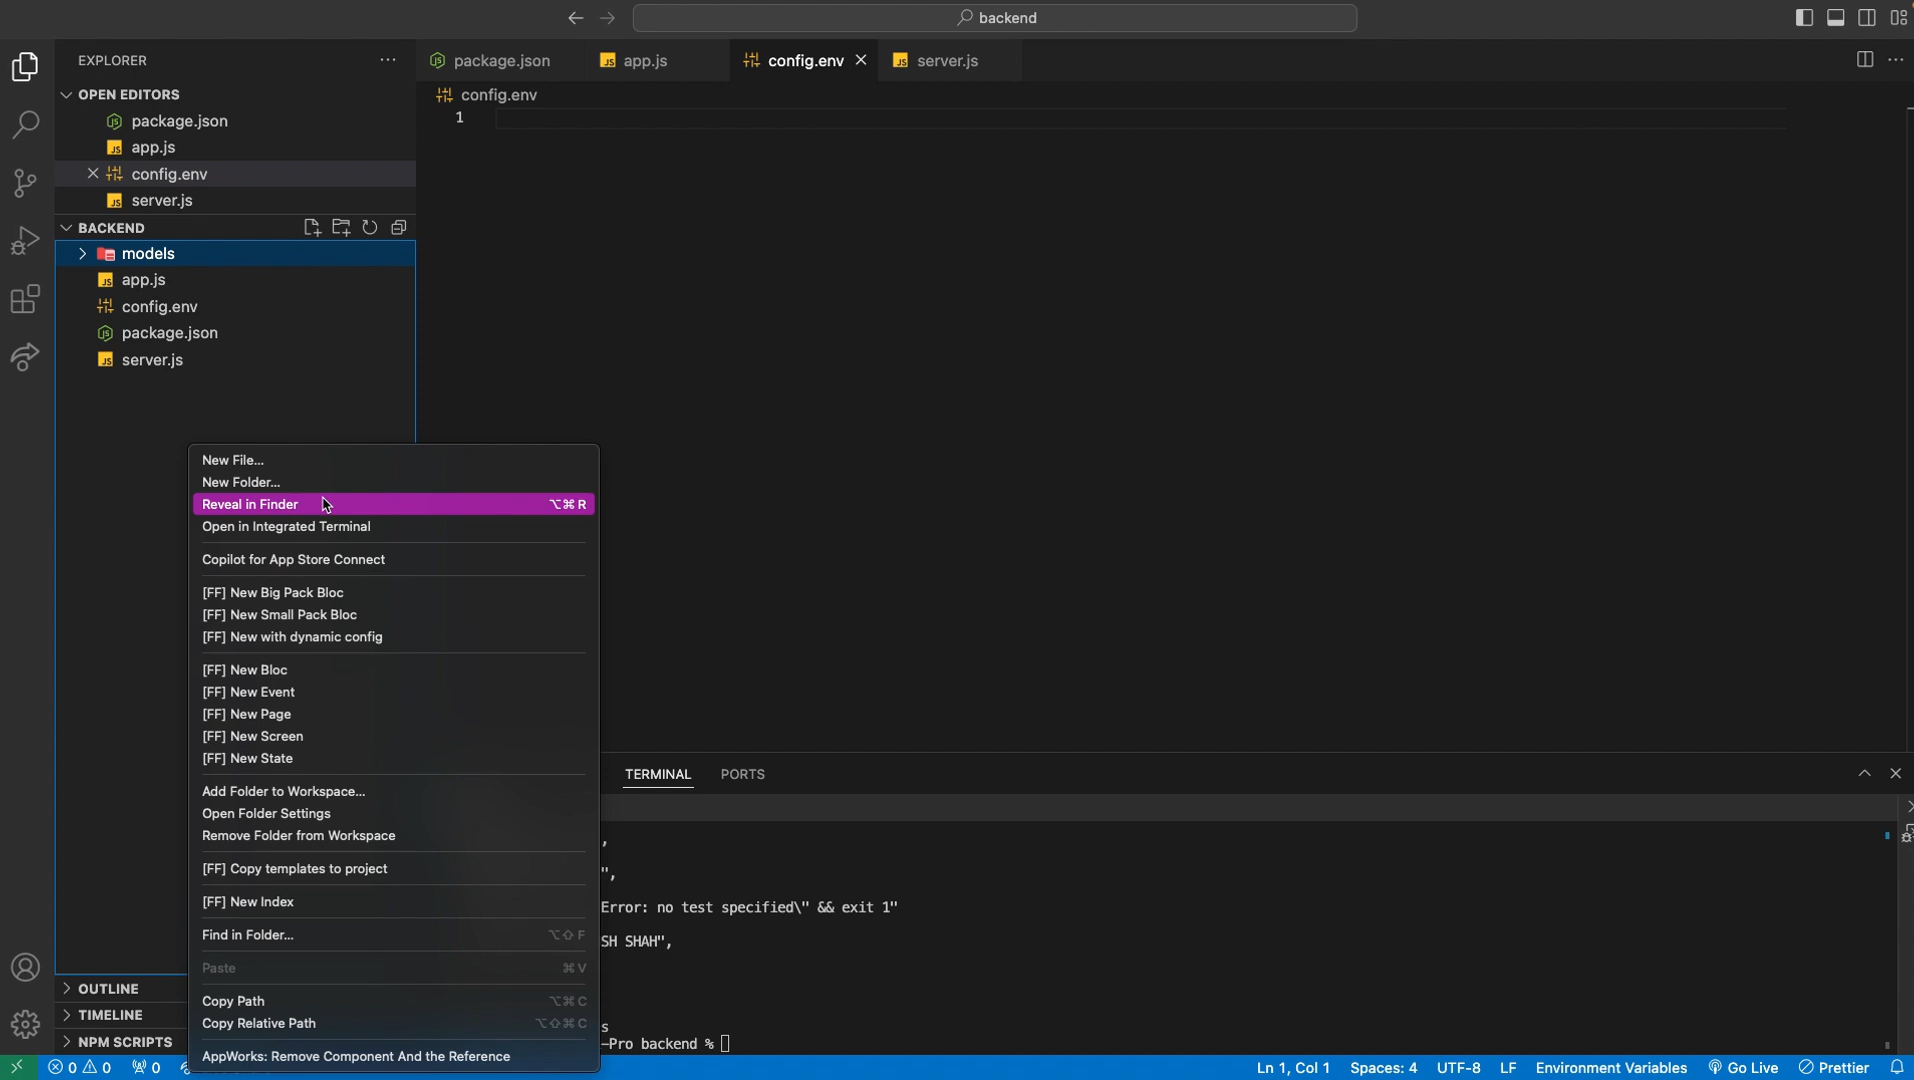 backend
EXPLORER
package.json
app.js
config.env
server.js
OPEN EDITORS
config.env
package.json
1
app.js
config.env
server.js
BACKEND
models
app.js
config.env
package.json
server.js
New File...
New Folder...
Reveal in Finder ⌥⌘R
Open in Integrated Terminal
Copilot for App Store Connect
[FF] New Big Pack Bloc
[FF] New Small Pack Bloc
[FF] New with dynamic config
[FF] New Bloc
[FF] New Event
[FF] New Page
[FF] New Screen
[FF] New State
Add Folder to Workspace...
Open Folder Settings
Remove Folder from Workspace
[FF] Copy templates to project
[FF] New Index
Find in Folder... ⌥⇧F
Paste ⌘V
Copy Path ⌥⌘C
Copy Relative Path ⌥⇧⌘C
AppWorks: Remove Component And the Reference
TERMINAL PORTS
,
",
Error: no test specified\" && exit 1"
SH SHAH",
s
-Pro backend %
OUTLINE
TIMELINE
NPM SCRIPTS
0 0 0
Ln 1, Col 1 Spaces: 4 UTF-8 LF Environment Variables Go Live Prettier